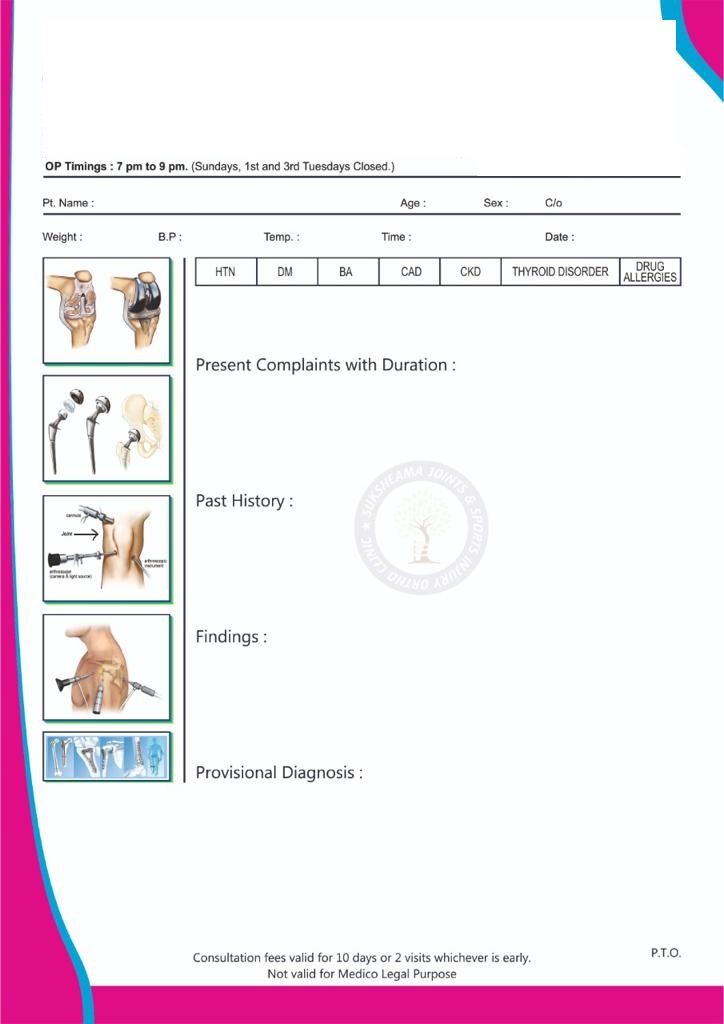 OP Timings : 7 pm to 9 pm. (Sundays, 1st and 3rd Tuesdays Closed.)
Pt. Name : Age : Sex : C/o
Weight : B.P : Temp. : Time : Date :
HTN DM BA CAD CKD THYROID DISORDER DRUG ALLERGIES
Present Complaints with Duration :
cannula
Joint
arthroscope
(camera & light source)
arthroscopic
instrument
Past History :
SUKSHEAMA JOINTS & SPORTS INJURY ORTHO CLINIC
Findings :
Provisional Diagnosis :
Consultation fees valid for 10 days or 2 visits whichever is early.
Not valid for Medico Legal Purpose
P.T.O.